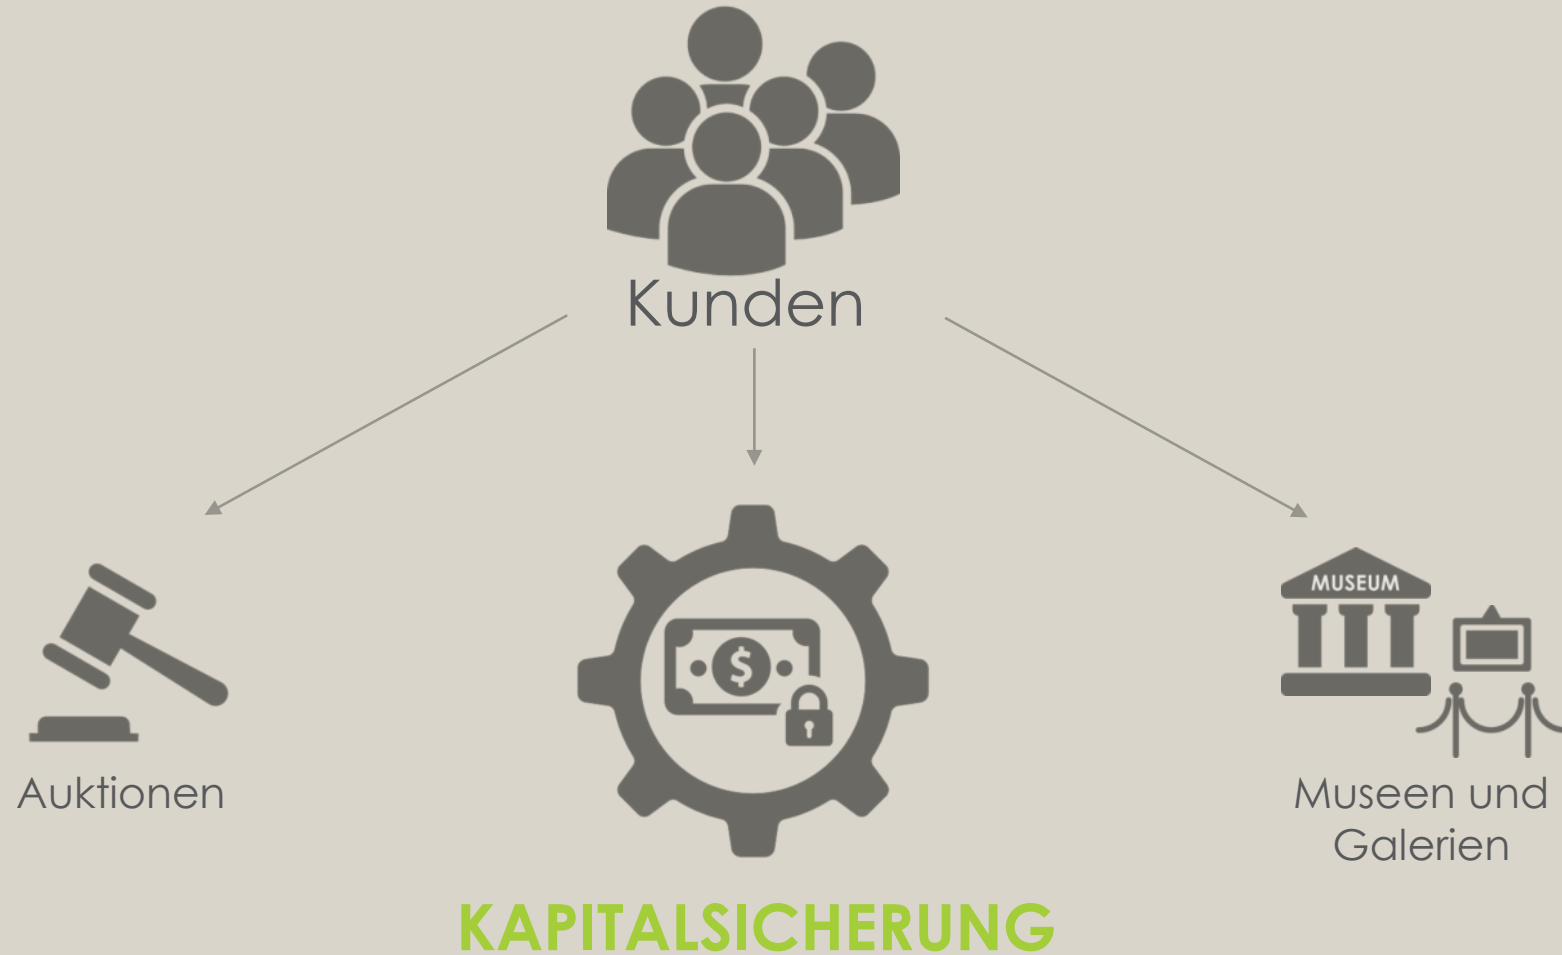 Kunden
MUSEUM
$
Auktionen
Museen und
Galerien
KAPITALSICHERUNG